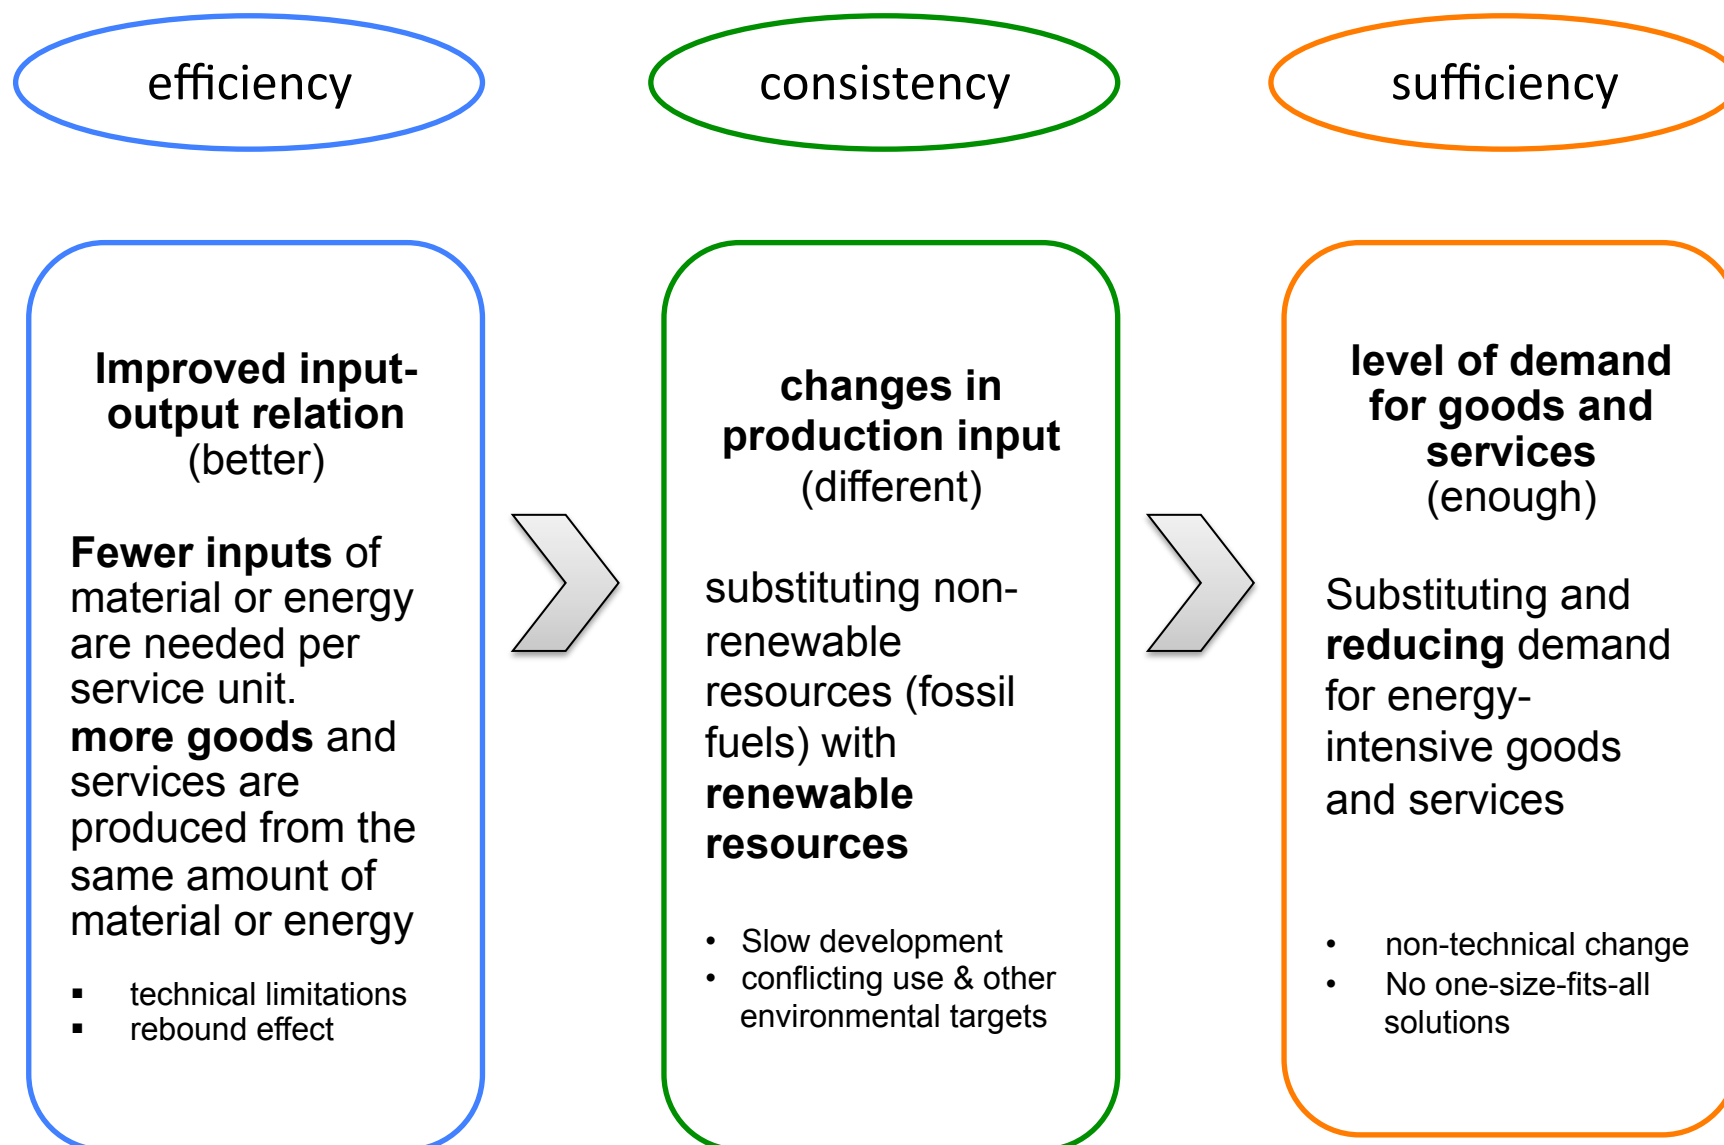 efficiency
consistency
sufficiency
Improved input-
output relation
(better)
Fewer inputs of
material or energy
are needed per
service unit.
more goods and
services are
produced from the
same amount of
material or energy
▪ technical limitations
▪ rebound effect
changes in
production input
(different)
substituting non-
renewable
resources (fossil
fuels) with
renewable
resources
• Slow development
• conflicting use & other
environmental targets
level of demand
for goods and
services
(enough)
Substituting and
reducing demand
for energy-
intensive goods
and services
• non-technical change
• No one-size-fits-all
solutions